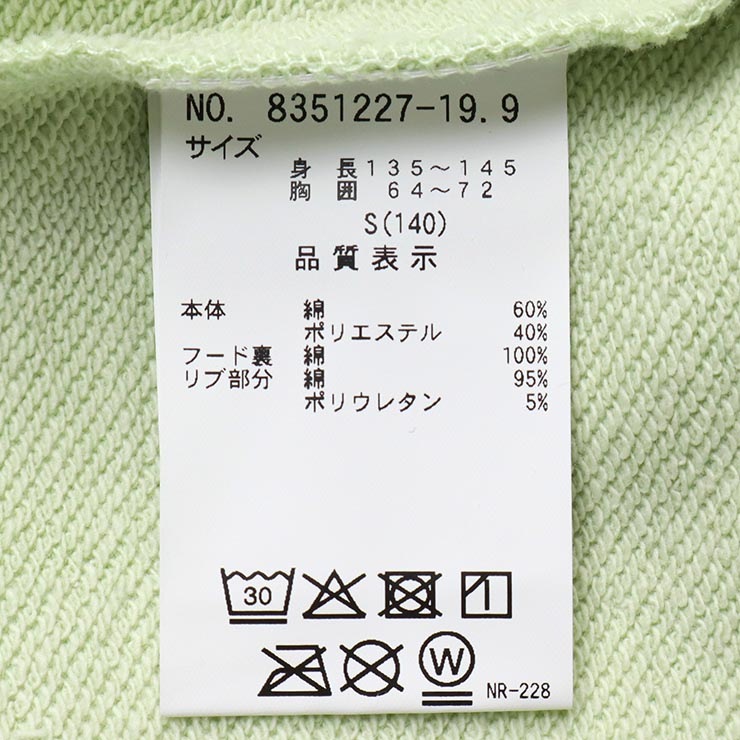 NO. 8351227-19.9
サイズ
身長135～145
胸囲 64～72
S(140)
品質表示
本体 綿 60%
ポリエステル 40%
フード裏 綿 100%
リブ部分 綿 95%
ポリウレタン 5%
30
W
NR-228